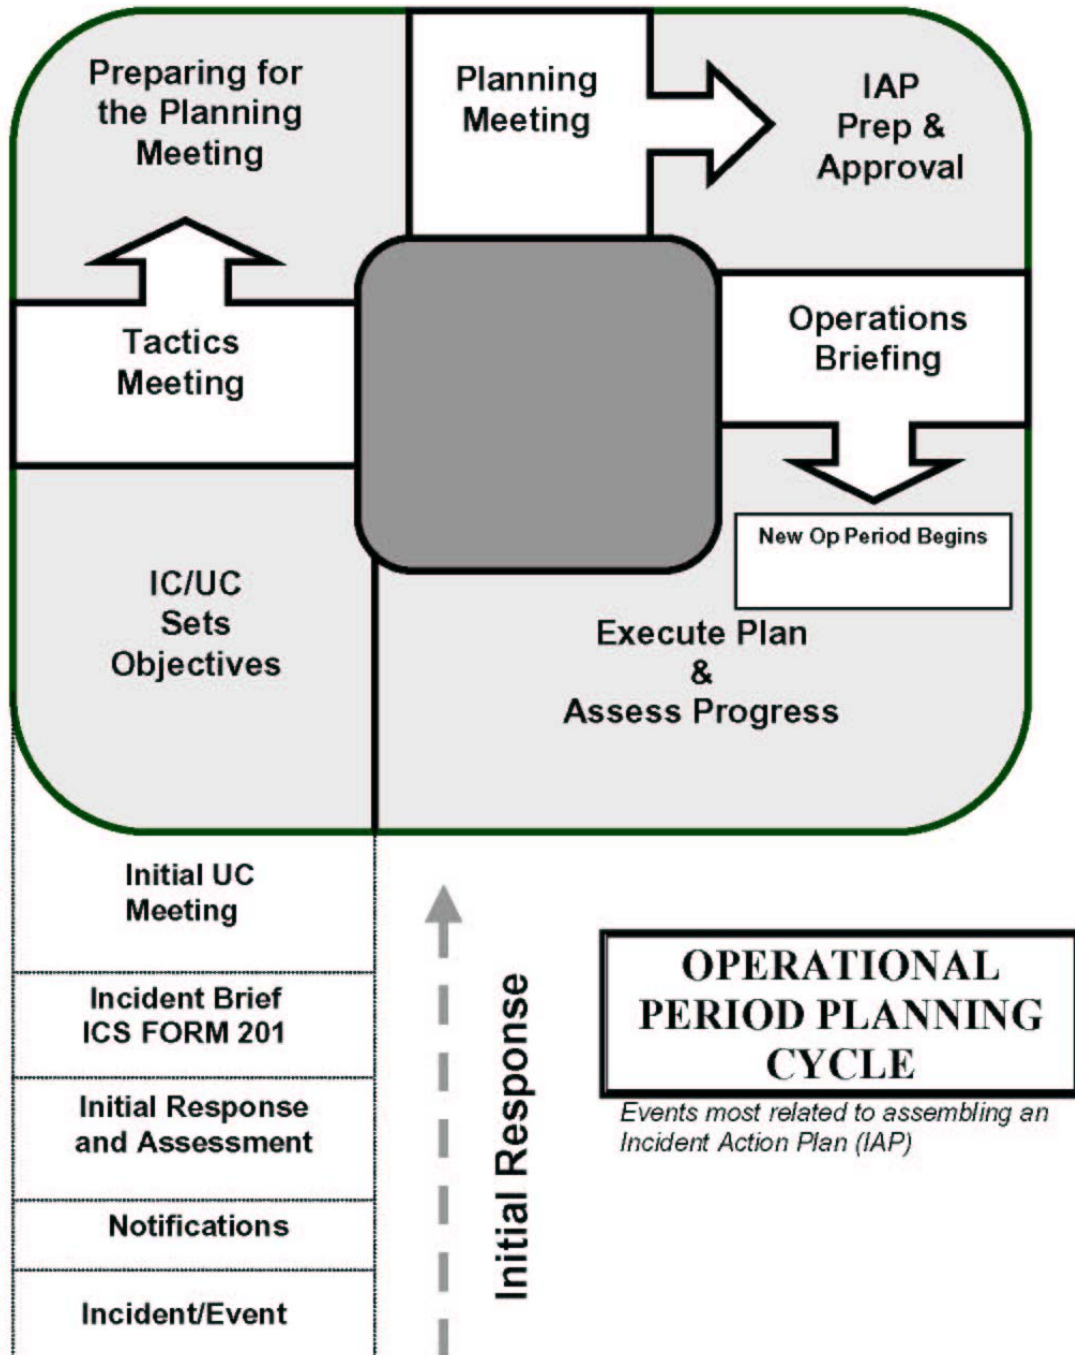 Preparing for
the Planning
Meeting
Planning
Meeting
IAP
Prep &
Approval
Tactics
Meeting
Operations
Briefing
New Op Period Begins
IC/UC
Sets
Objectives
Execute Plan
&
Assess Progress
Initial UC
Meeting
Incident Brief
ICS FORM 201
Initial Response
and Assessment
Notifications
Incident/Event
Initial Response
OPERATIONAL
PERIOD PLANNING
CYCLE
Events most related to assembling an
Incident Action Plan (IAP)